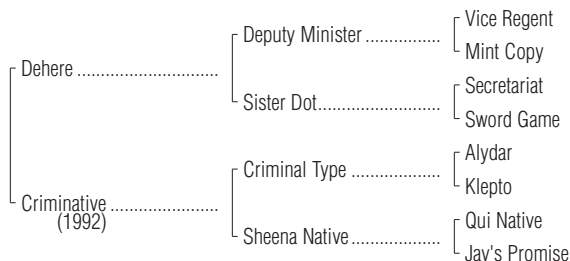 Vice Regent
Deputy Minister ................
Mint Copy
Dehere ..............................
Secretariat
Sister Dot..........................
Sword Game
Alydar
Criminal Type ..................
Klepto
Criminative .......................
(1992)
Qui Native
Sheena Native...................
Jay's Promise